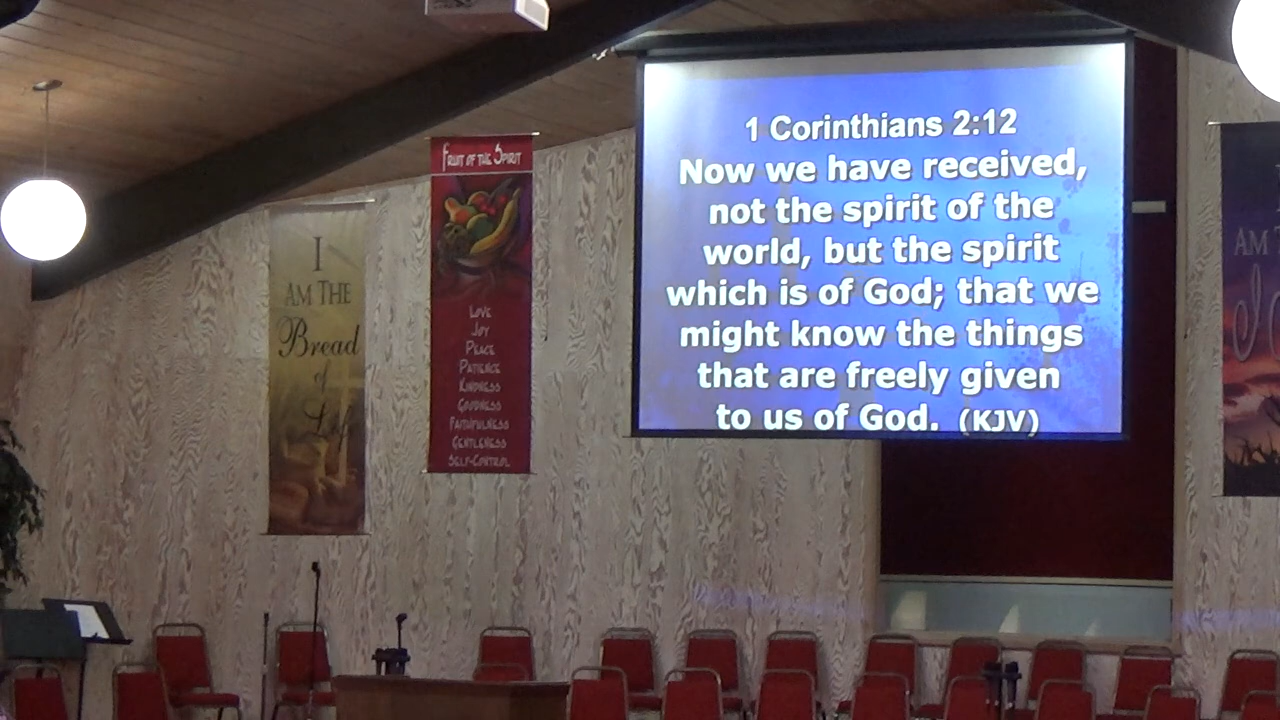 I
AM THE
Bread
of
FRUIT OF THE SPIRIT
LOVE
JOY
PEACE
PATIENCE
KINDNESS
GOODNESS
FAITHFULNESS
GENTLENESS
SELF-CONTROL
1 Corinthians 2:12
Now we have received,
not the spirit of the
world, but the spirit
which is of God; that we
might know the things
that are freely given
to us of God. (KJV)
AM